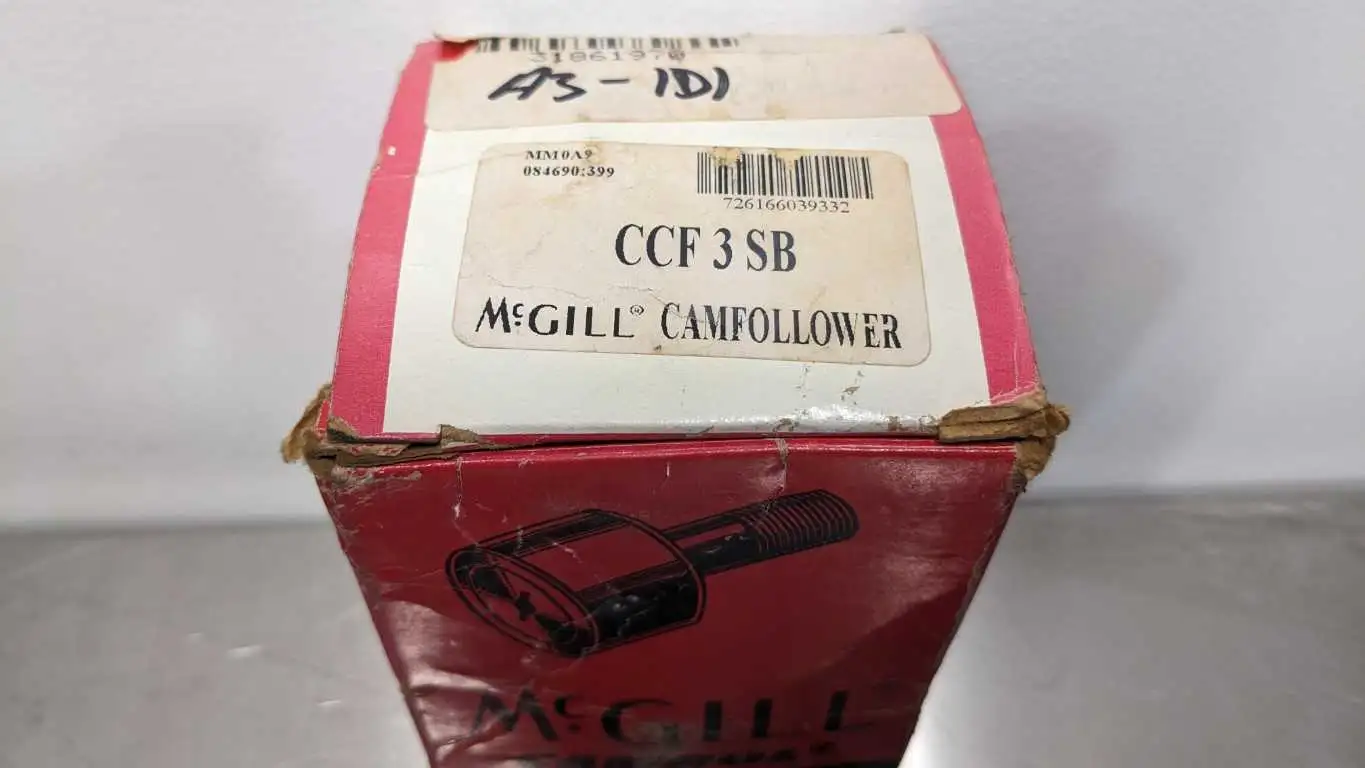 31861970
A3-1D1
MM0A9
084690:399
726166039332
CCF 3 SB
McGILL® CAMFOLLOWER
McGILL